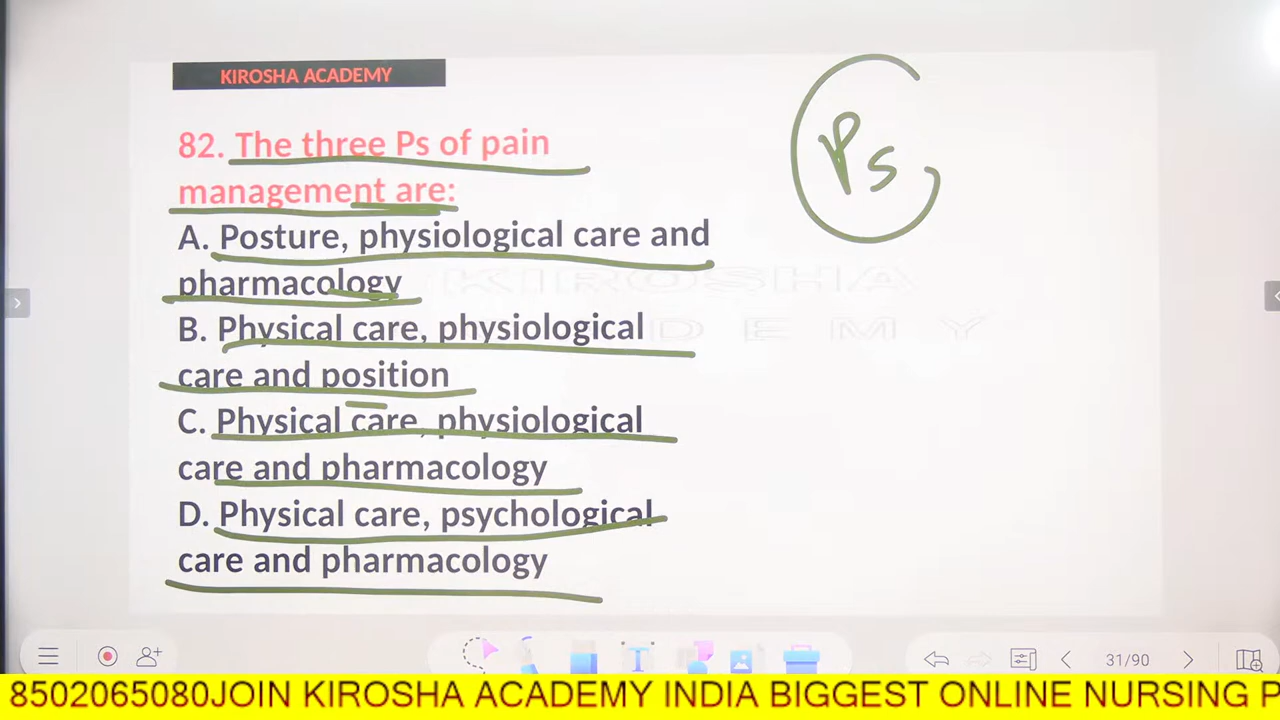 KIROSHA ACADEMY
82. The three Ps of pain
management are:
A. Posture, physiological care and
pharmacology
B. Physical care, physiological
care and position
C. Physical care, physiological
care and pharmacology
D. Physical care, psychological
care and pharmacology
Ps
KIROSHA
ADEMY
31/90
8502065080JOIN KIROSHA ACADEMY INDIA BIGGEST ONLINE NURSING P